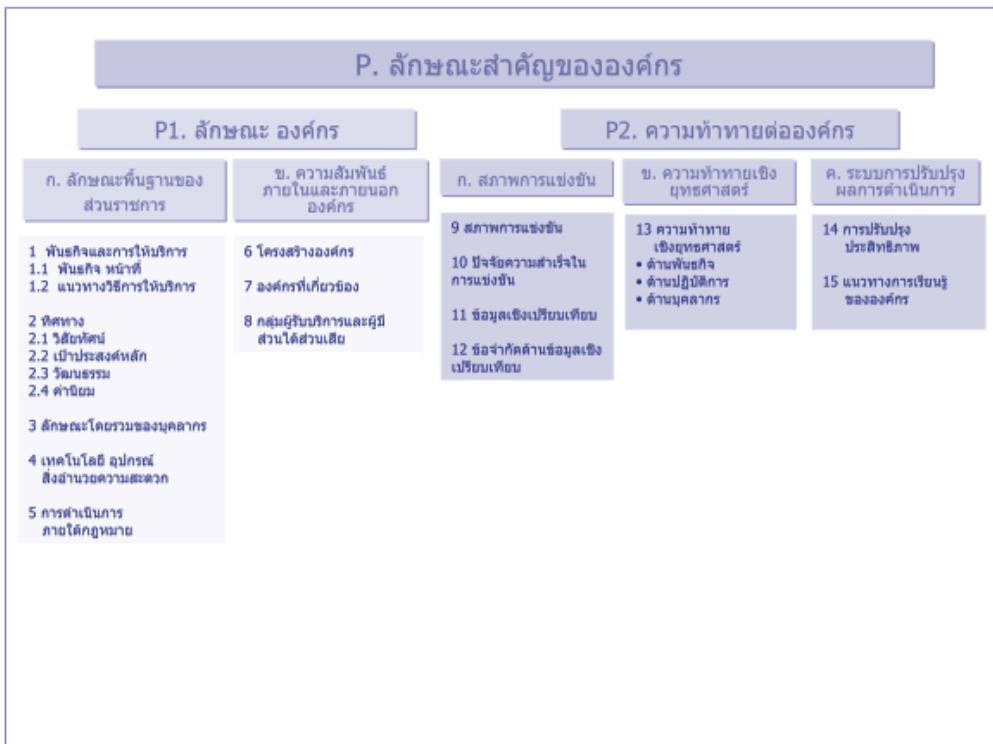 P. ลักษณะสำคัญขององค์กร
P1. ลักษณะ องค์กร
ก. ลักษณะพื้นฐานของ
ส่วนราชการ
1 พันธกิจและการให้บริการ
1.1 พันธกิจ หน้าที่
1.2 แนวทางวิธีการให้บริการ
2 ทิศทาง
2.1 วิสัยทัศน์
2.2 เป้าประสงค์หลัก
2.3 วัฒนธรรม
2.4 ค่านิยม
3 ลักษณะโดยรวมของบุคลากร
4 เทคโนโลยี อุปกรณ์
สิ่งอำนวยความสะดวก
5 การดำเนินการ
ภายใต้กฎหมาย
ข. ความสัมพันธ์
ภายในและภายนอก
องค์กร
6 โครงสร้างองค์กร
7 องค์กรที่เกี่ยวข้อง
8 กลุ่มผู้รับบริการและผู้มี
ส่วนได้ส่วนเสีย
P2. ความท้าทายต่อองค์กร
ก. สภาพการแข่งขัน
9 สภาพการแข่งขัน
10 ปัจจัยความสำเร็จใน
การแข่งขัน
11 ข้อมูลเชิงเปรียบเทียบ
12 ข้อจำกัดด้านข้อมูลเชิง
เปรียบเทียบ
ข. ความท้าทายเชิง
ยุทธศาสตร์
13 ความท้าทาย
เชิงยุทธศาสตร์
• ด้านพันธกิจ
• ด้านปฏิบัติการ
• ด้านบุคลากร
ค. ระบบการปรับปรุง
ผลการดำเนินการ
14 การปรับปรุง
ประสิทธิภาพ
15 แนวทางการเรียนรู้
ขององค์กร